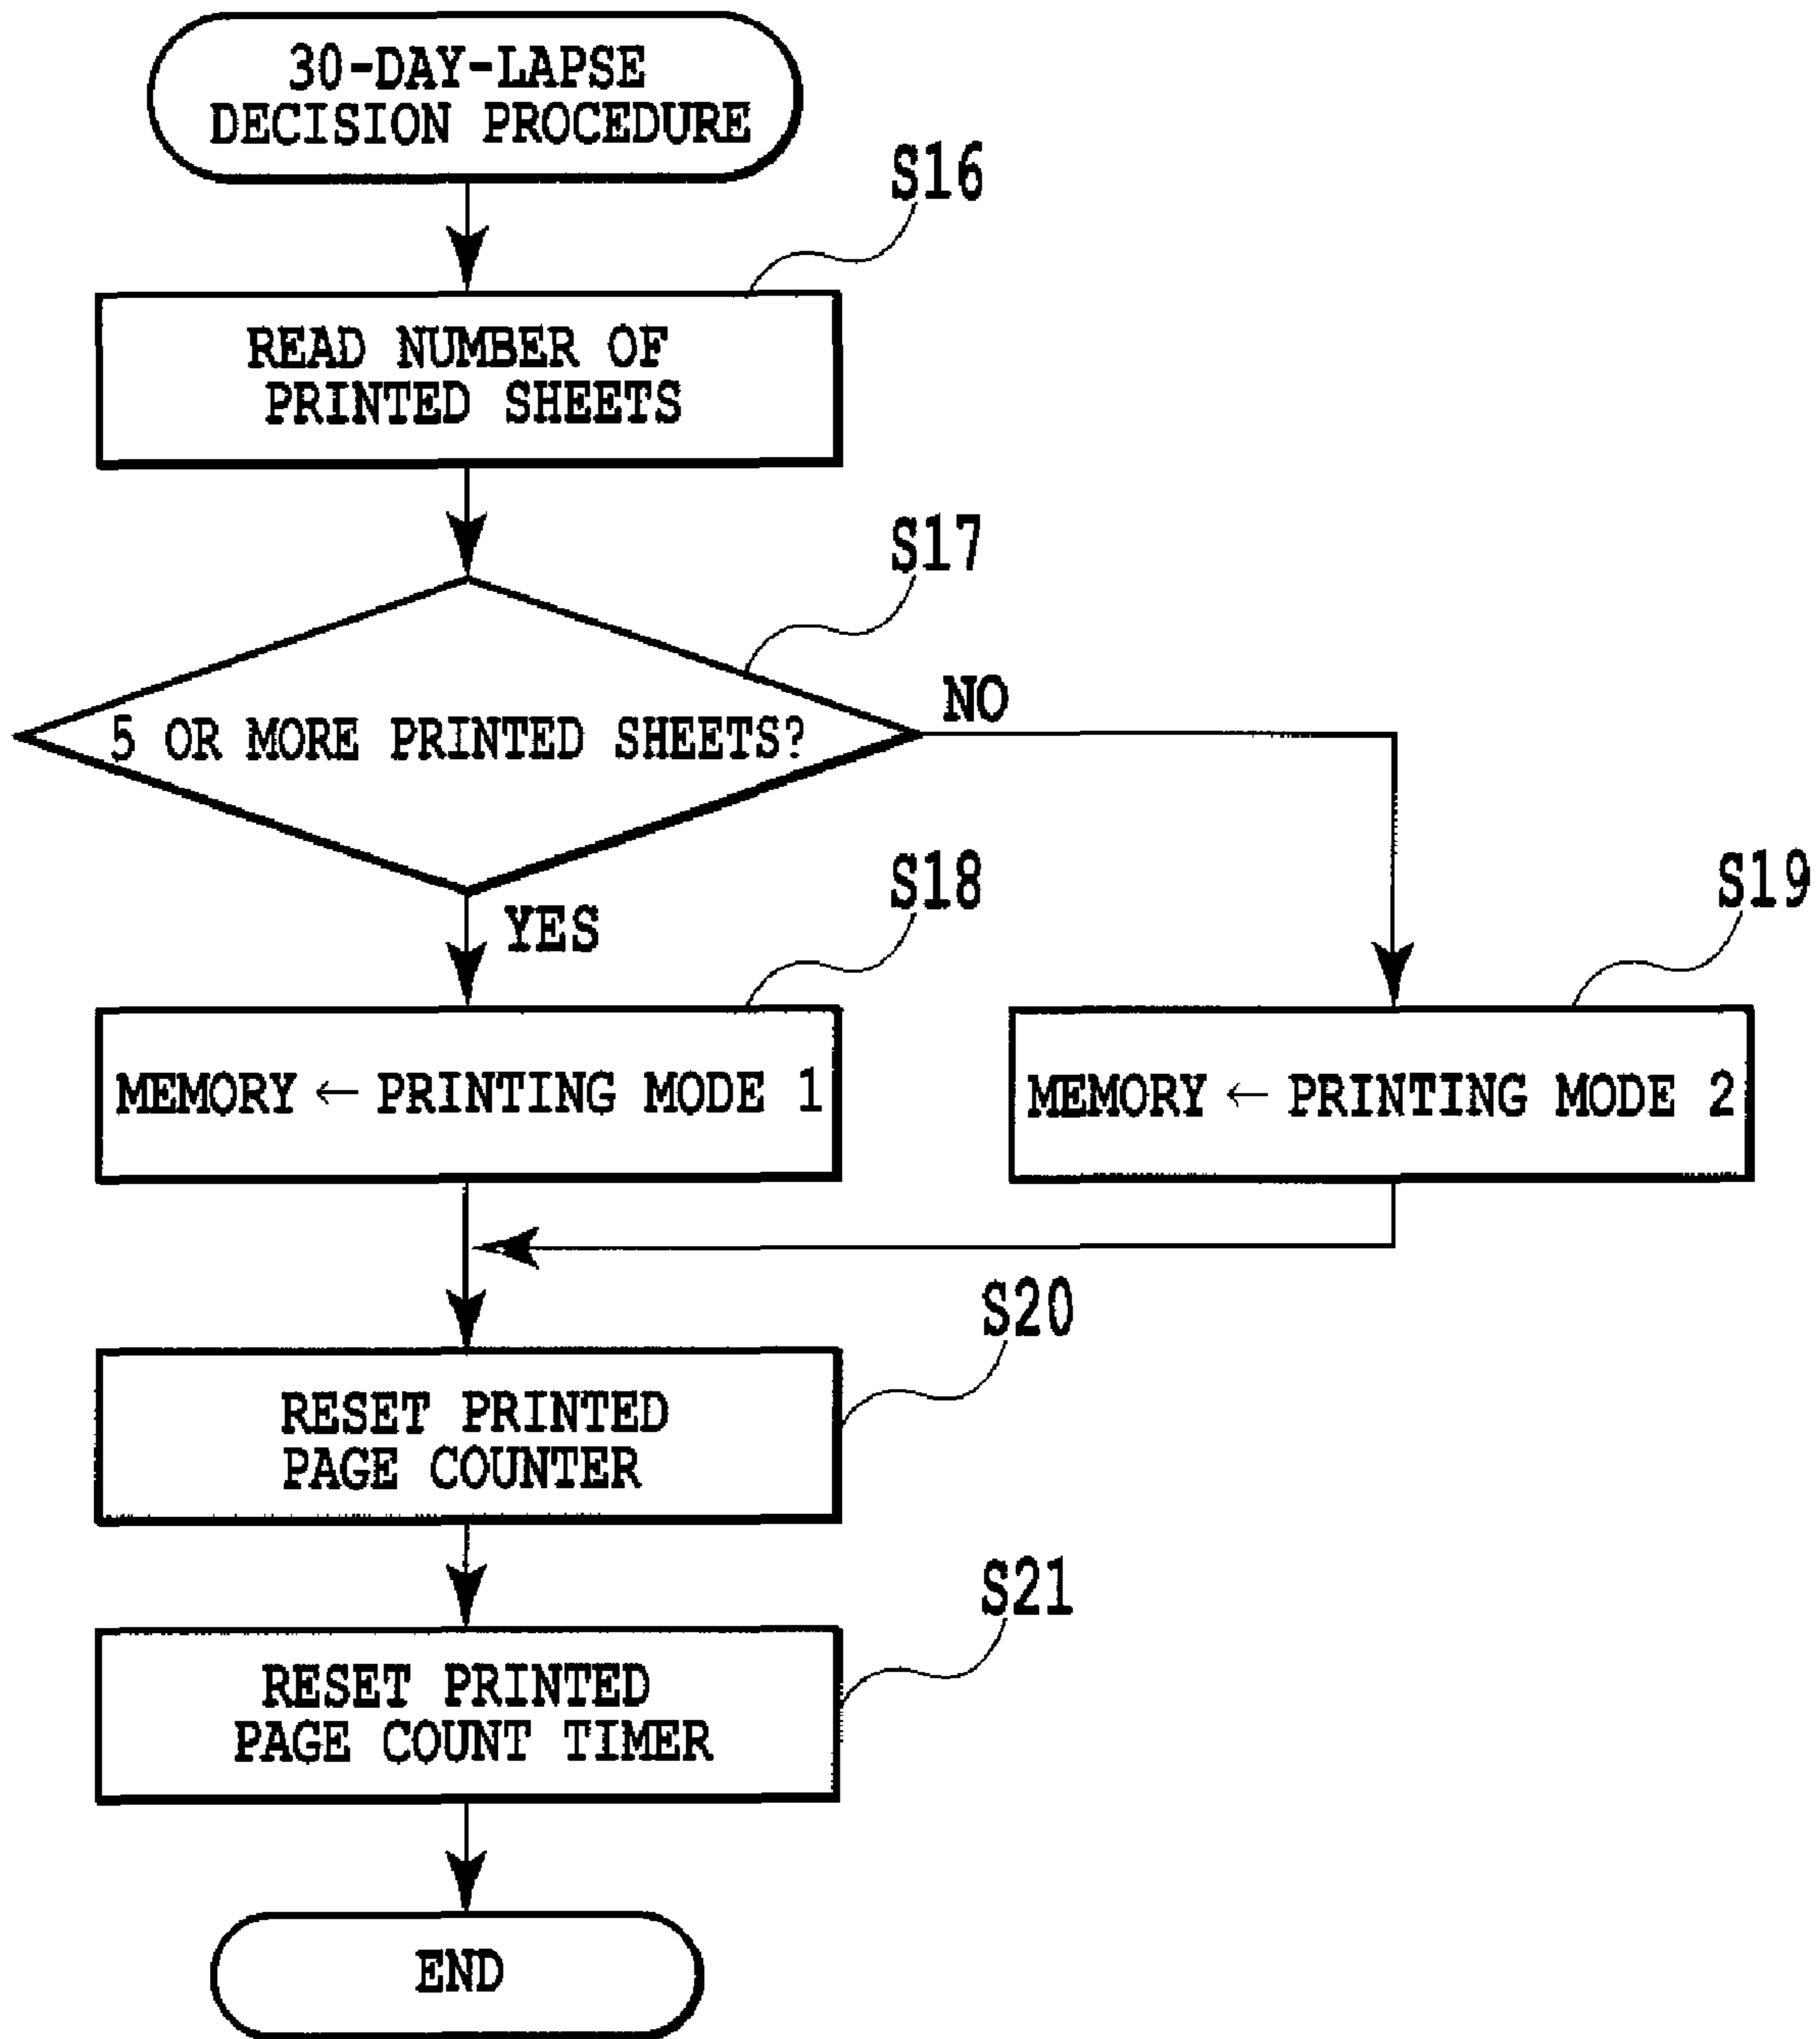 30-DAY-LAPSE
DECISION PROCEDURE
S16
READ NUMBER OF
PRINTED SHEETS
S17
5 OR MORE PRINTED SHEETS?
NO
YES
S18
S19
MEMORY ← PRINTING MODE 1
MEMORY ← PRINTING MODE 2
S20
RESET PRINTED
PAGE COUNTER
S21
RESET PRINTED
PAGE COUNT TIMER
END